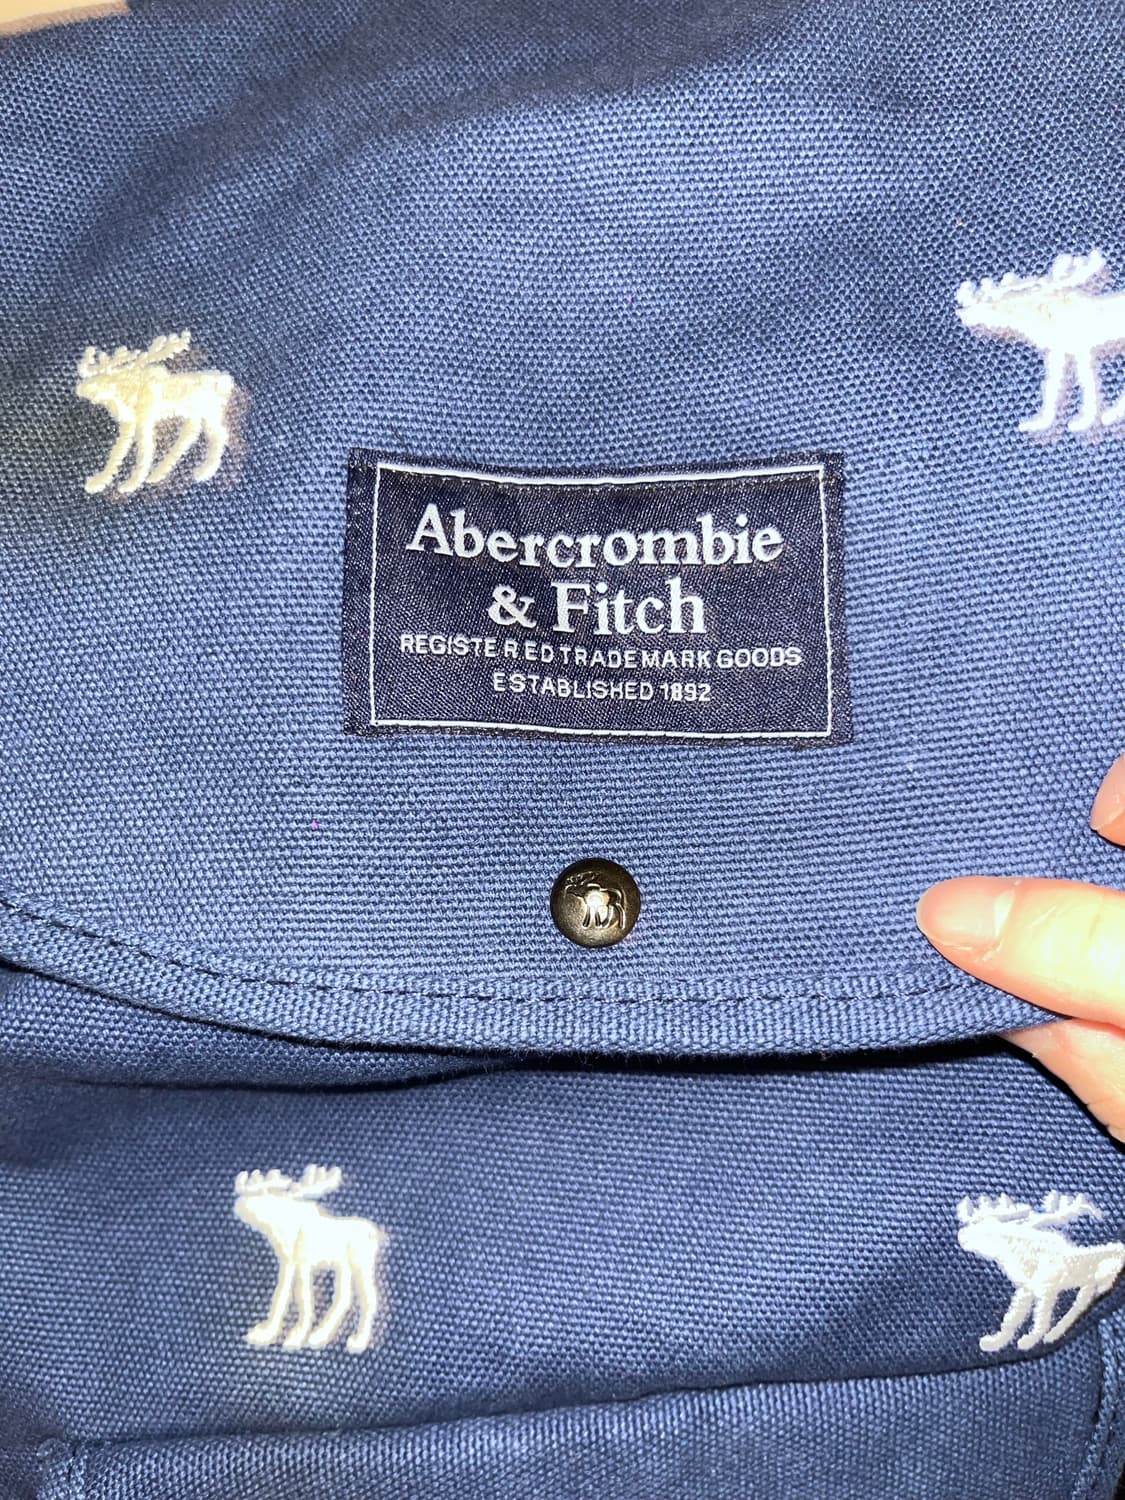 Abercrombie
& Fitch
REGISTERED TRADEMARK GOODS
ESTABLISHED 1892